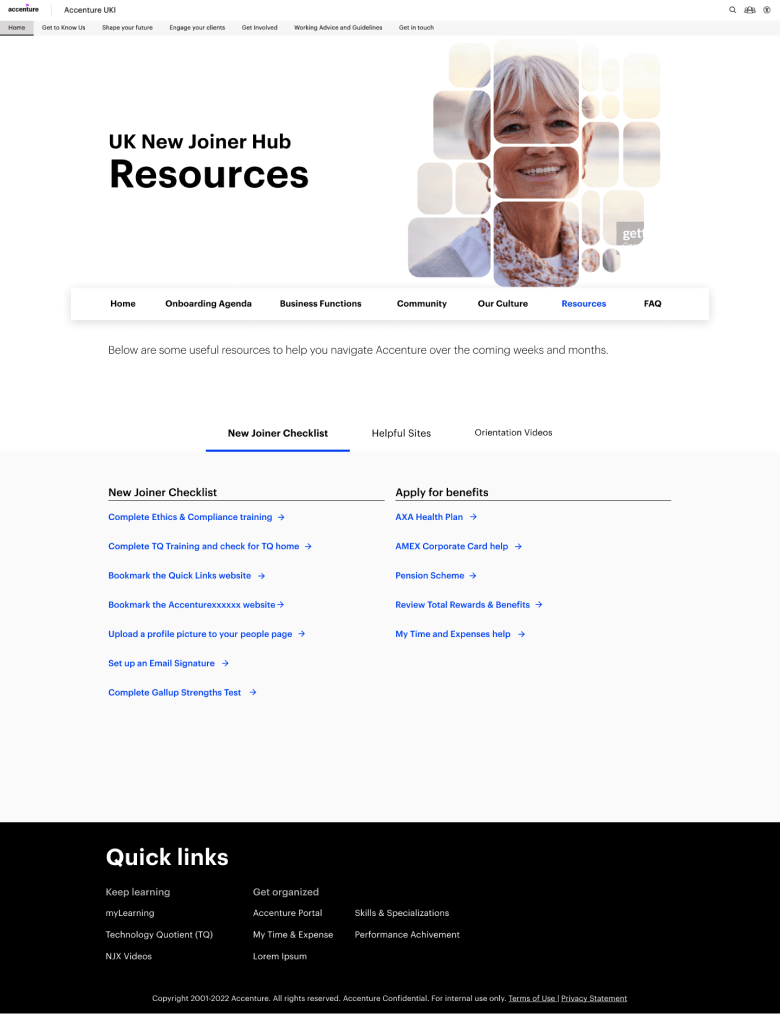 accenture Accenture UKI
Home Get to Know Us Shape your future Engage your clients Get Involved Working Advice and Guidelines Get in touch
UK New Joiner Hub
Resources
gett
Home Onboarding Agenda Business Functions Community Our Culture Resources FAQ
Below are some useful resources to help you navigate Accenture over the coming weeks and months.
New Joiner Checklist Helpful Sites Orientation Videos
New Joiner Checklist
Complete Ethics & Compliance training →
Complete TQ Training and check for TQ home →
Bookmark the Quick Links website →
Bookmark the Accenturexxxxxx website →
Upload a profile picture to your people page →
Set up an Email Signature →
Complete Gallup Strengths Test →
Apply for benefits
AXA Health Plan →
AMEX Corporate Card help →
Pension Scheme →
Review Total Rewards & Benefits →
My Time and Expenses help →
Quick links
Keep learning
myLearning
Technology Quotient (TQ)
NJX Videos
Get organized
Accenture Portal
My Time & Expense
Lorem Ipsum
Skills & Specializations
Performance Achivement
Copyright 2001-2022 Accenture. All rights reserved. Accenture Confidential. For internal use only. Terms of Use | Privacy Statement